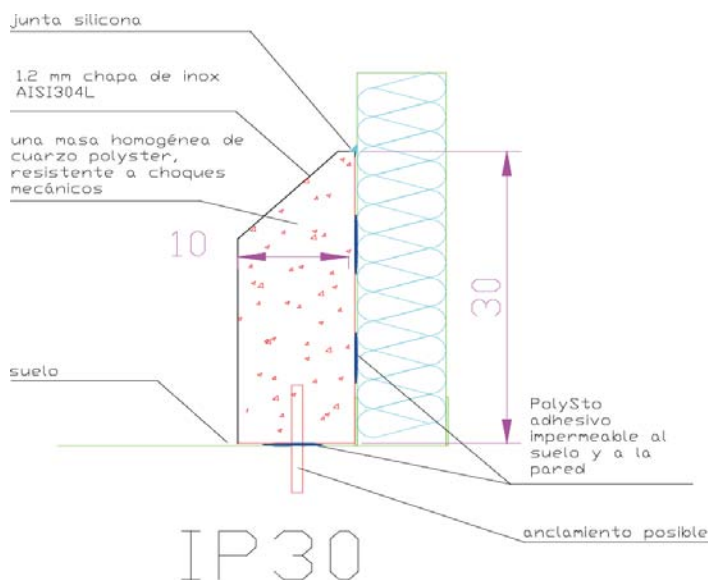 junta silicona
1.2 mm chapa de inox
AISI304L
una masa homogénea de
cuarzo polyster,
resistente a choques
mecánicos
10
30
suelo
PolySto
adhesivo
impermeable al
suelo y a la
pared
anclamiento posible
IP30